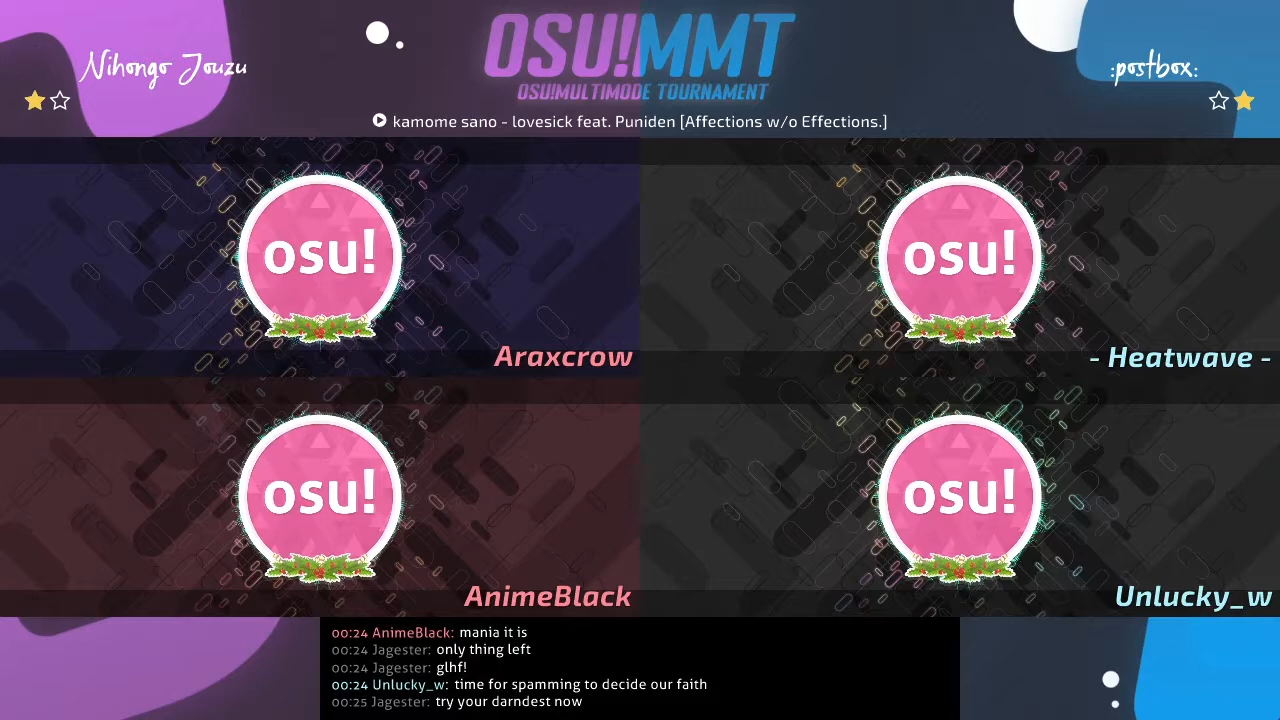 OSU!MMT
OSU!MULTIMODE TOURNAMENT
Nihongo Jouzu
:postbox:
kamome sano - lovesick feat. Puniden [Affections w/o Effections.]
osu!
osu!
Araxcrow
- Heatwave -
osu!
osu!
AnimeBlack
Unlucky_w
00:24 AnimeBlack: mania it is
00:24 Jagester: only thing left
00:24 Jagester: glhf!
00:24 Unlucky_w: time for spamming to decide our faith
00:25 Jagester: try your darndest now